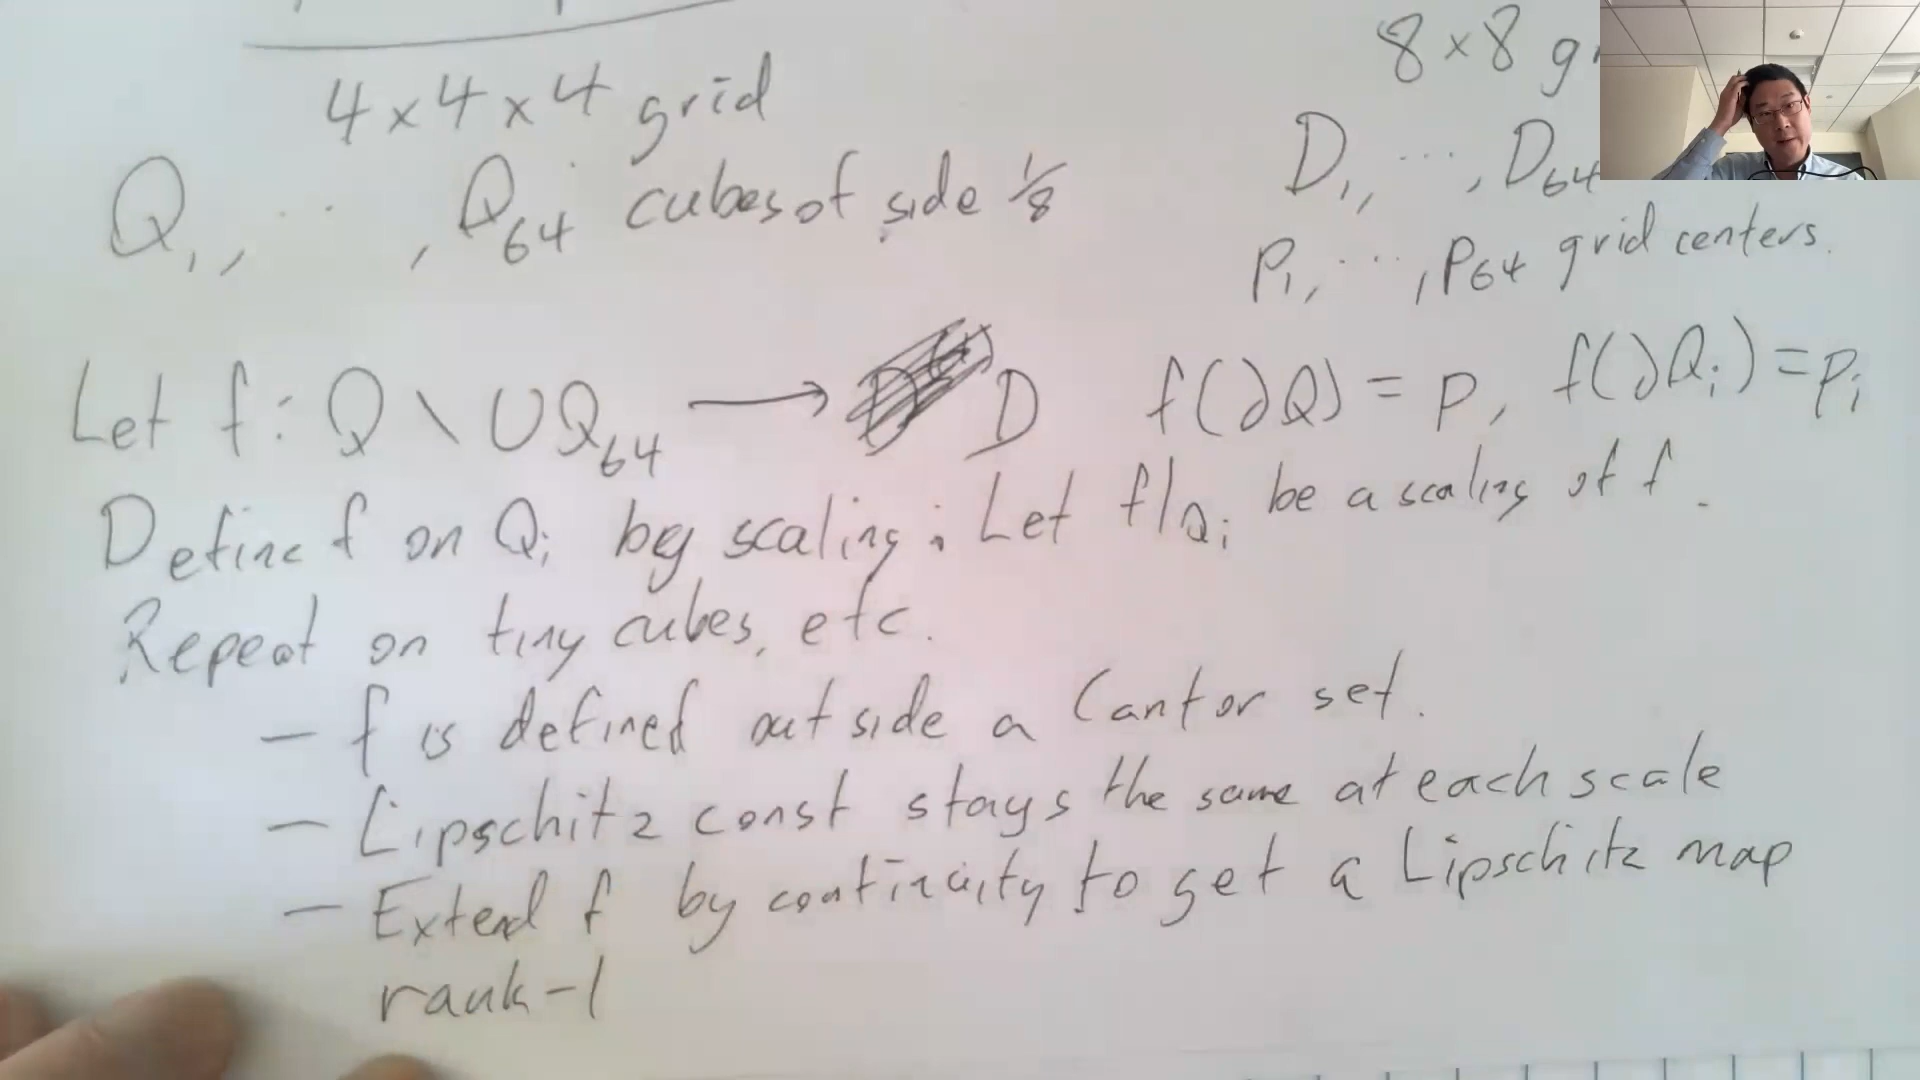 4 x 4 x 4 grid
8 x 8 gr
Q₁, ..., Q₆₄ cubes of side 1/8
D₁, ..., D₆₄
p₁, ..., p₆₄ grid centers.
Let f : Q \ ∪Q₆₄ → D f(∂Q) = p, f(∂Qᵢ) = pᵢ
Define f on Qᵢ by scaling; Let f|Qᵢ be a scaling of f.
Repeat on tiny cubes, etc.
— f is defined outside a Cantor set.
— Lipschitz const stays the same at each scale
— Extend f by continuity to get a Lipschitz map
rank-1